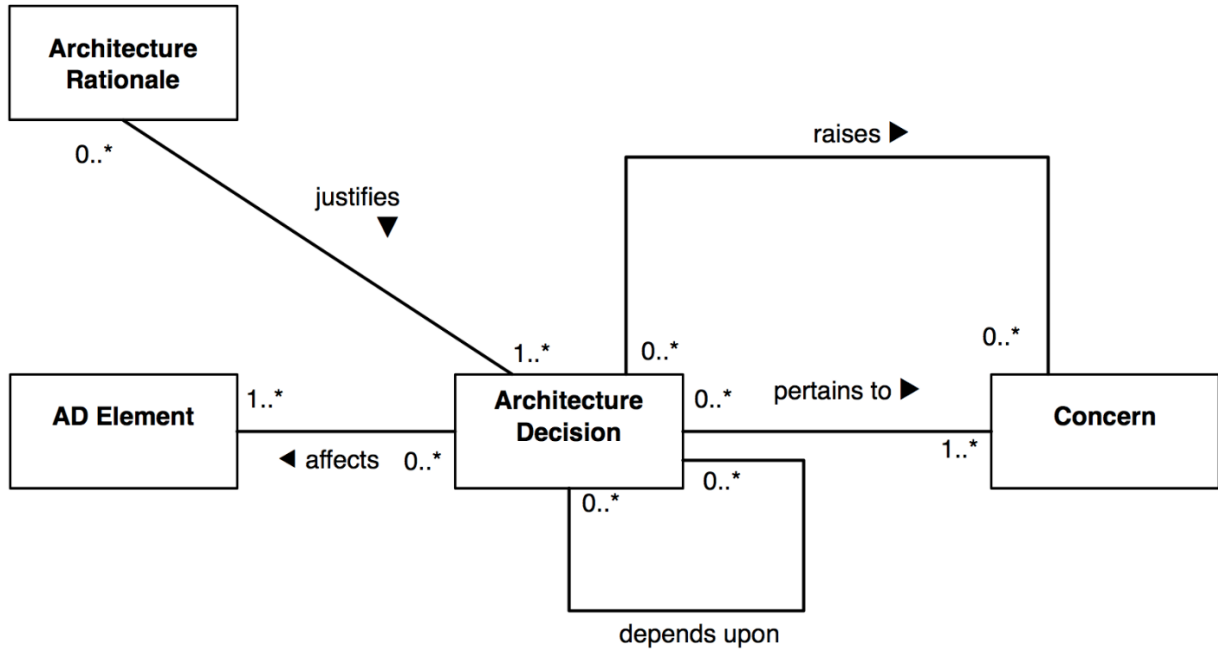 Architecture
Rationale
0..*
raises ▶
justifies
▼
1..*
0..*
0..*
AD Element
1..*
Architecture
Decision
0..*
pertains to ▶
Concern
◀ affects
0..*
1..*
0..*
0..*
depends upon